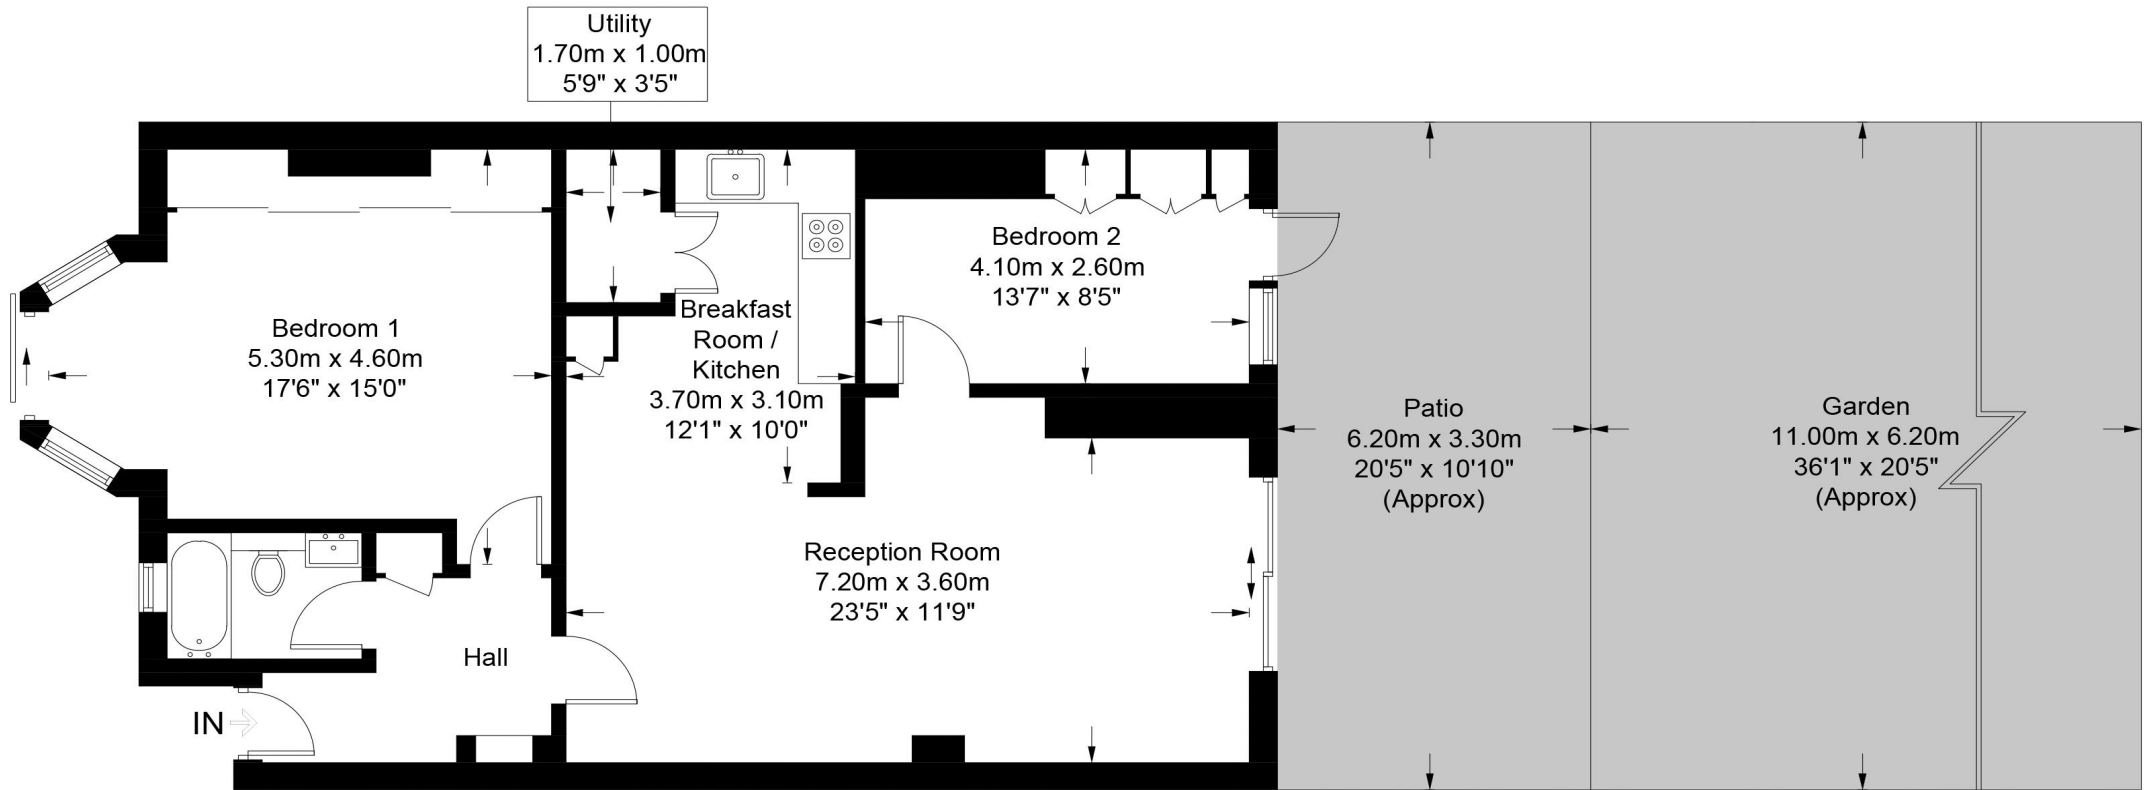 Utility
1.70m x 1.00m
5'9" x 3'5"
Bedroom 1
5.30m x 4.60m
17'6" x 15'0"
Breakfast
Room /
Kitchen
3.70m x 3.10m
12'1" x 10'0"
Bedroom 2
4.10m x 2.60m
13'7" x 8'5"
Patio
6.20m x 3.30m
20'5" x 10'10"
(Approx)
Garden
11.00m x 6.20m
36'1" x 20'5"
(Approx)
Reception Room
7.20m x 3.60m
23'5" x 11'9"
Hall
IN